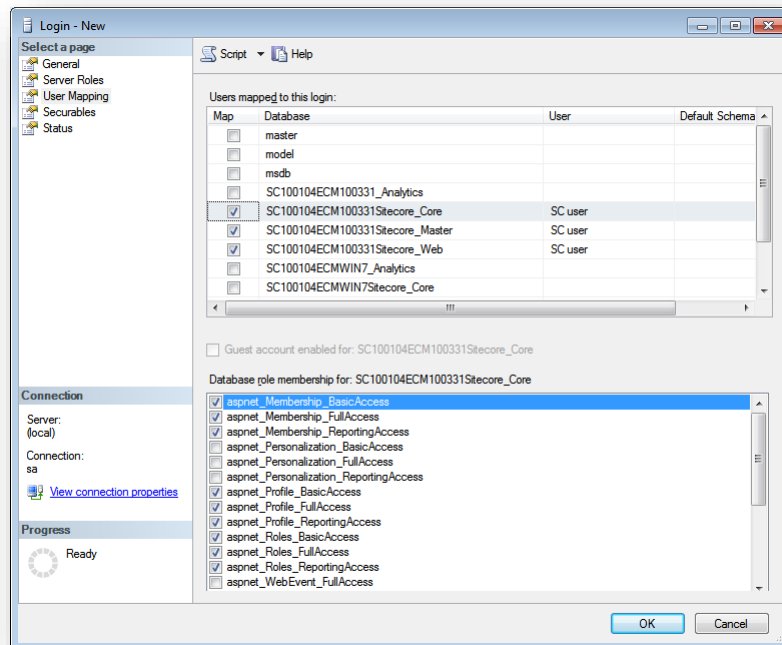 Login - New
Select a page
General
Server Roles
User Mapping
Securables
Status
Script Help
Users mapped to this login:
Map Database User Default Schema
master
model
msdb
SC100104ECM100331_Analytics
SC100104ECM100331Sitecore_Core SC user
SC100104ECM100331Sitecore_Master SC user
SC100104ECM100331Sitecore_Web SC user
SC100104ECMWIN7_Analytics
SC100104ECMWIN7Sitecore_Core
Guest account enabled for: SC100104ECM100331Sitecore_Core
Database role membership for: SC100104ECM100331Sitecore_Core
aspnet_Membership_BasicAccess
aspnet_Membership_FullAccess
aspnet_Membership_ReportingAccess
aspnet_Personalization_BasicAccess
aspnet_Personalization_FullAccess
aspnet_Personalization_ReportingAccess
aspnet_Profile_BasicAccess
aspnet_Profile_FullAccess
aspnet_Profile_ReportingAccess
aspnet_Roles_BasicAccess
aspnet_Roles_FullAccess
aspnet_Roles_ReportingAccess
aspnet_WebEvent_FullAccess
Connection
Server:
(local)
Connection:
sa
View connection properties
Progress
Ready
OK Cancel